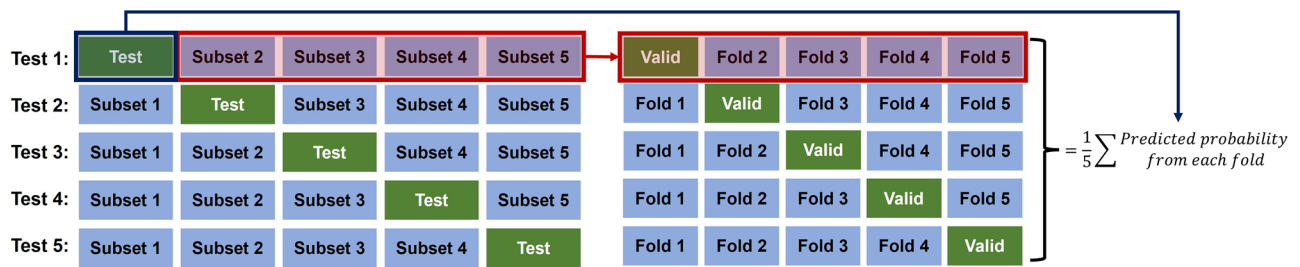 Test 1: Test Subset 2 Subset 3 Subset 4 Subset 5 Valid Fold 2 Fold 3 Fold 4 Fold 5
Test 2: Subset 1 Test Subset 3 Subset 4 Subset 5 Fold 1 Valid Fold 3 Fold 4 Fold 5
Test 3: Subset 1 Subset 2 Test Subset 4 Subset 5 Fold 1 Fold 2 Valid Fold 4 Fold 5
Test 4: Subset 1 Subset 2 Subset 3 Test Subset 5 Fold 1 Fold 2 Fold 3 Valid Fold 5
Test 5: Subset 1 Subset 2 Subset 3 Subset 4 Test Fold 1 Fold 2 Fold 3 Fold 4 Valid
= 1/5 ∑ Predicted probability
from each fold